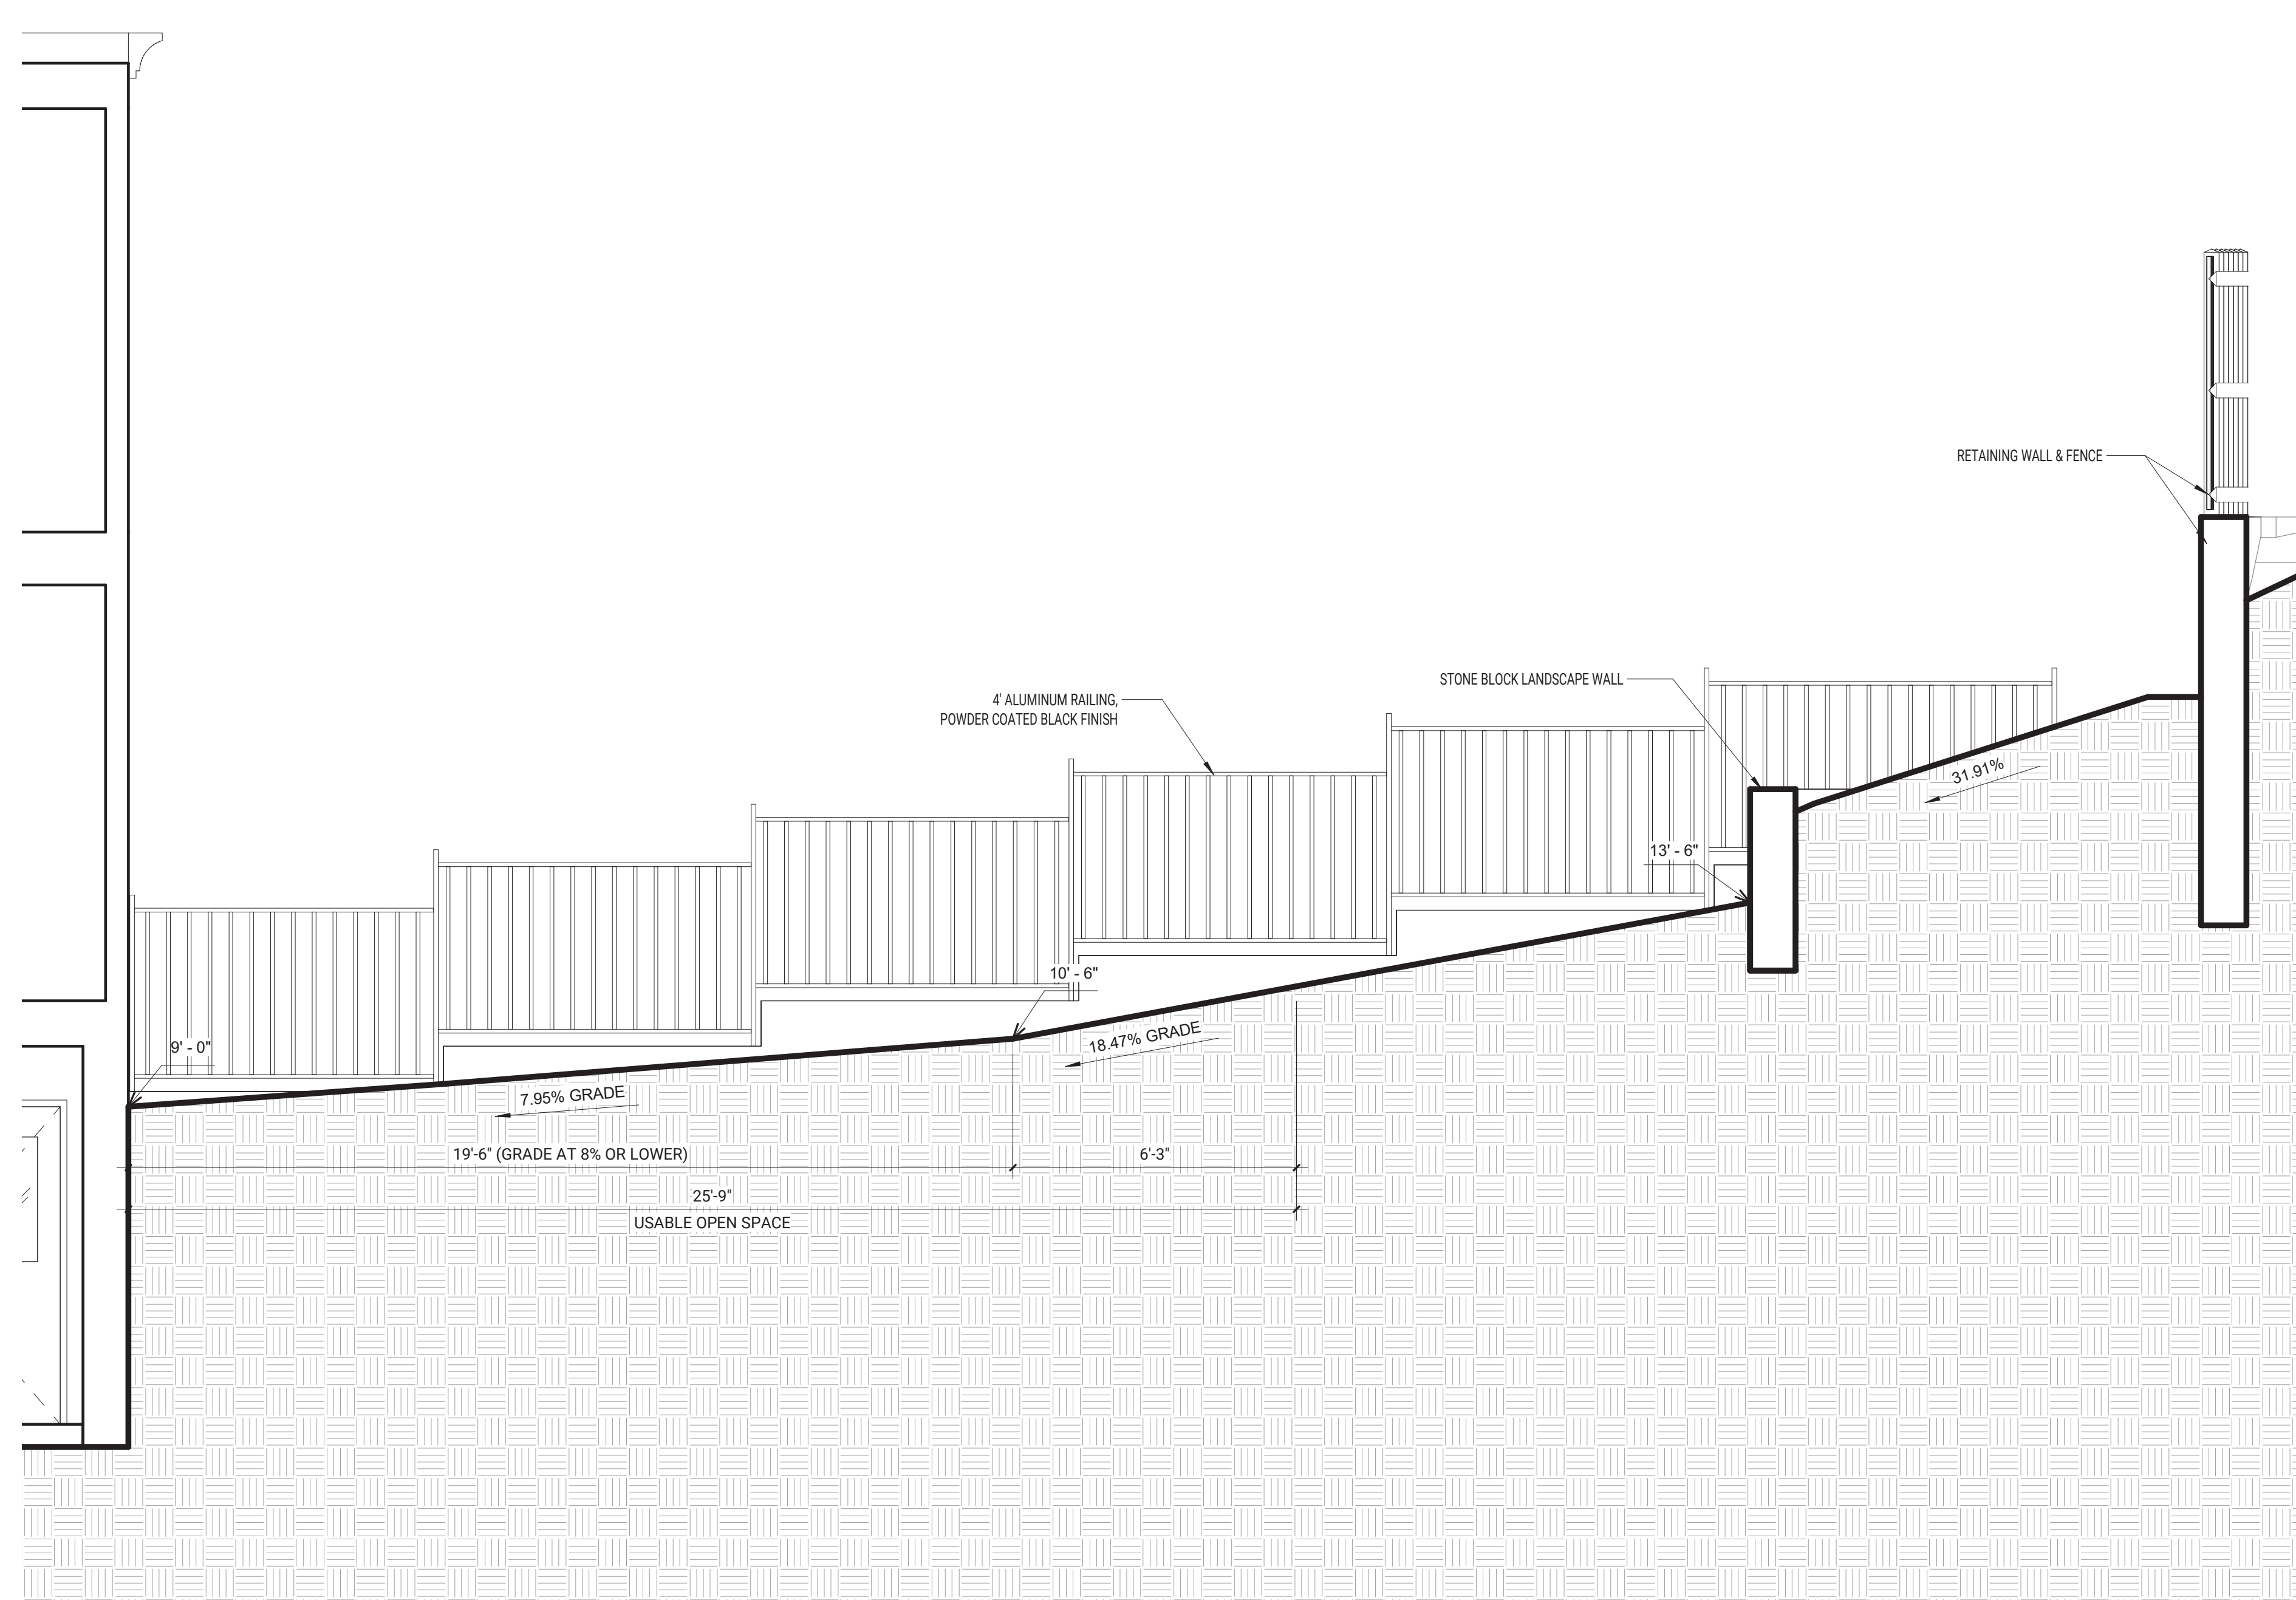 RETAINING WALL & FENCE
STONE BLOCK LANDSCAPE WALL
4' ALUMINUM RAILING,
POWDER COATED BLACK FINISH
31.91%
13' - 6"
10' - 6"
18.47% GRADE
9' - 0"
7.95% GRADE
19'-6" (GRADE AT 8% OR LOWER)
6'-3"
25'-9"
USABLE OPEN SPACE